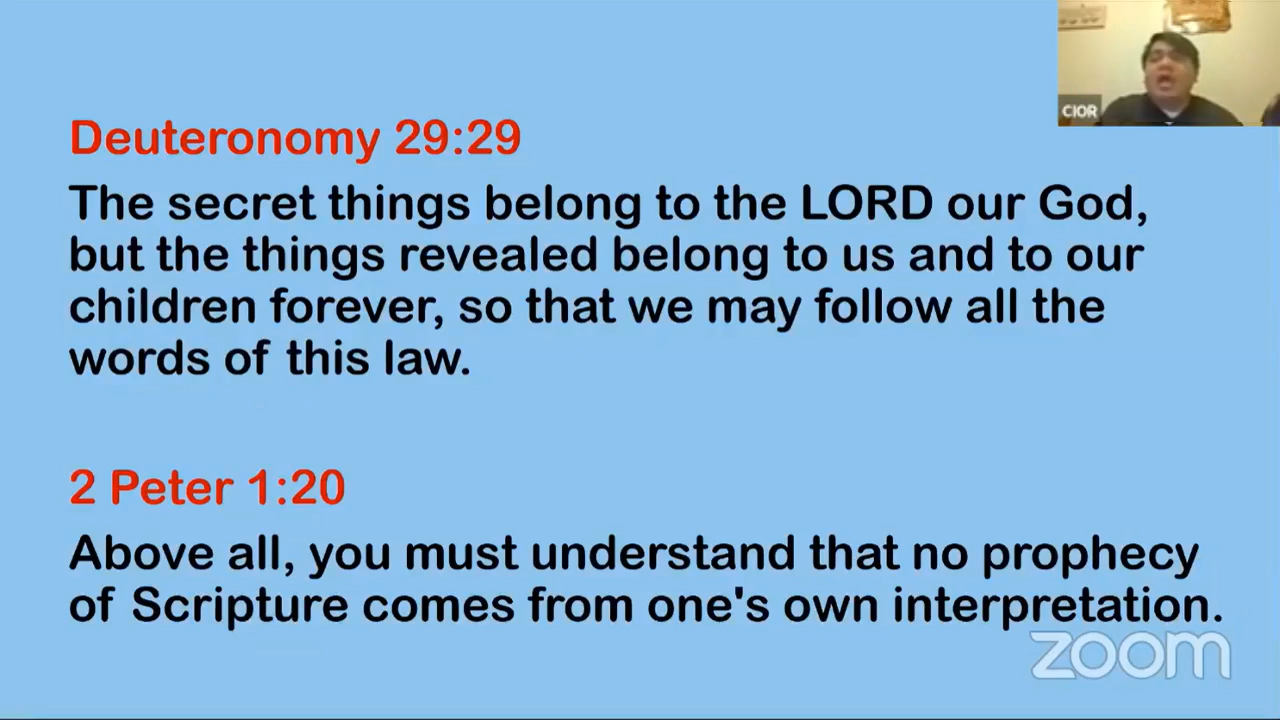 CIOR
Deuteronomy 29:29
The secret things belong to the LORD our God,
but the things revealed belong to us and to our
children forever, so that we may follow all the
words of this law.
2 Peter 1:20
Above all, you must understand that no prophecy
of Scripture comes from one's own interpretation.
zoom